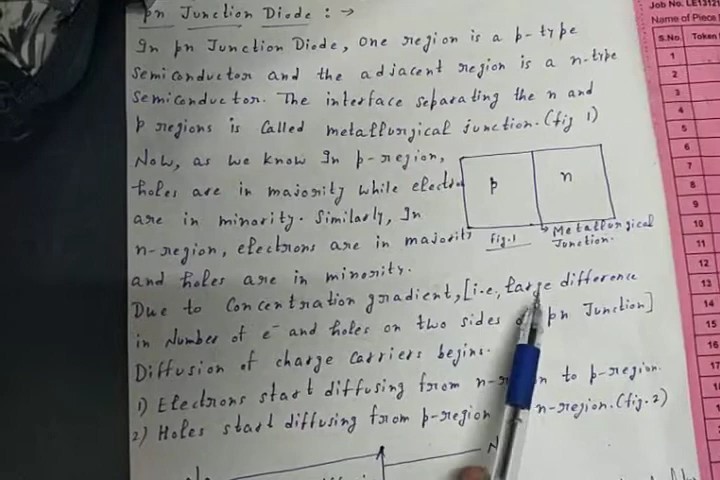 pn Junction Diode : →
In pn Junction Diode, one region is a p-type
semiconductor and the adjacent region is a n-type
semiconductor. The interface separating the n and
p regions is called metallurgical junction. (fig 1)
Now, as we know In p-region,
holes are in majority while electro
are in minority. Similarly, In
n-region, electrons are in majority
and holes are in minority.
p
n
fig.1
Metallurgical
Junction.
Due to concentration gradient, [i.e, large difference
in Number of e⁻ and holes on two sides pn Junction]
Diffusion of charge carriers begins.
1) Electrons start diffusing from n- to p-region.
2) Holes start diffusing from p-region n-region. (fig.2)
Job No. LE1312
Name of Piece
S.No. Token
1
2
3
4
5
6
7
8
9
10
11
12
13
14
15
16